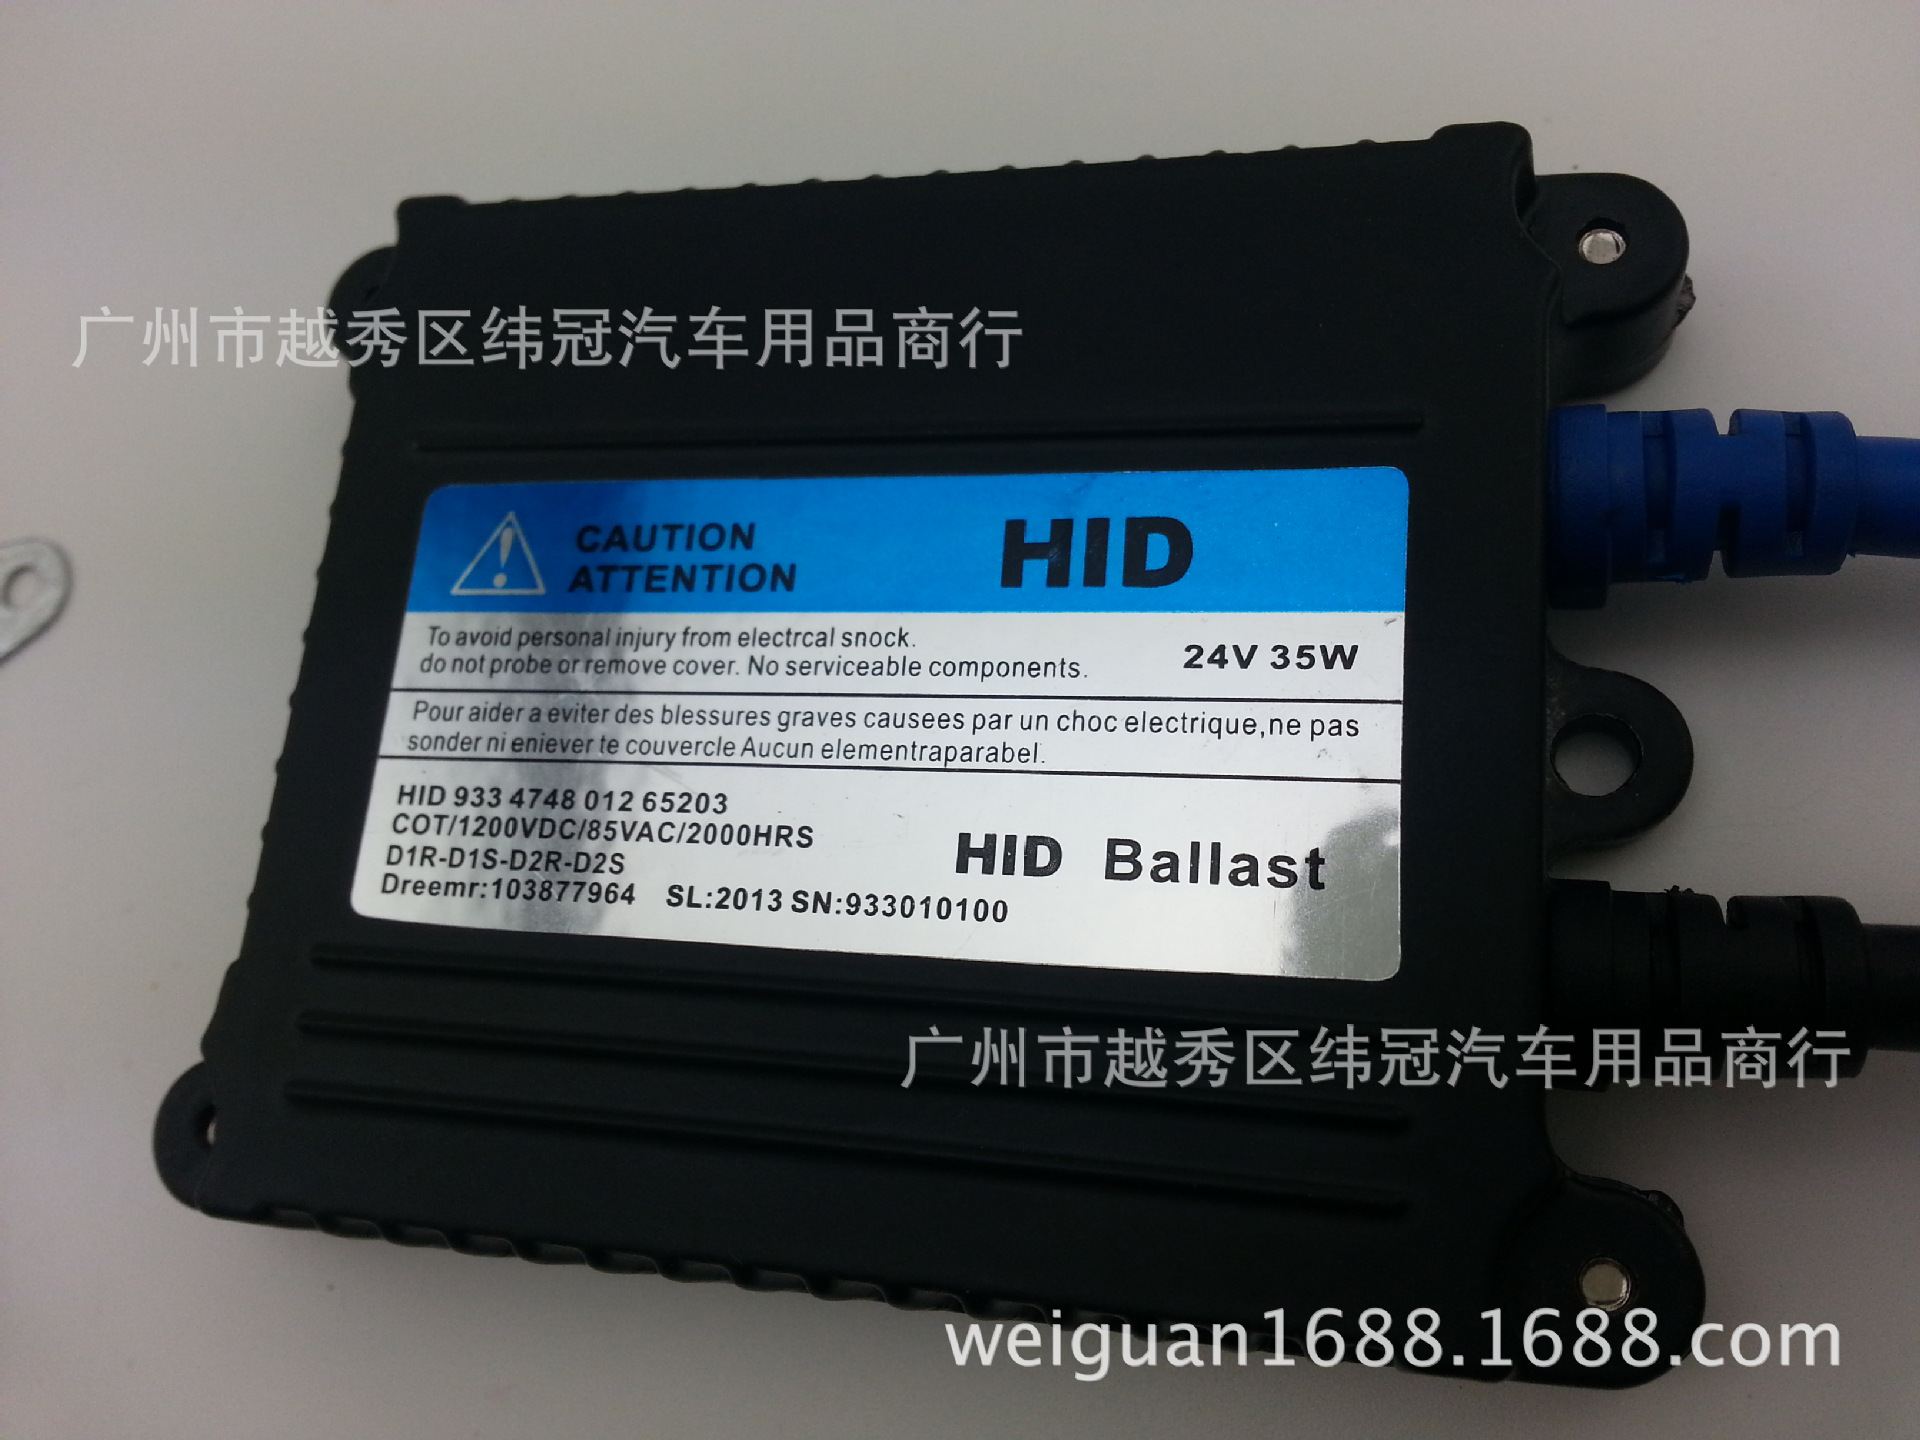 广州市越秀区纬冠汽车用品商行
CAUTION
ATTENTION
HID
To avoid personal injury from electrcal snock.
do not probe or remove cover. No serviceable components.
24V 35W
Pour aider a eviter des blessures graves causees par un choc electrique,ne pas
sonder ni eniever te couvercle Aucun elementraparabel.
HID 933 4748 012 65203
COT/1200VDC/85VAC/2000HRS
D1R-D1S-D2R-D2S
Dreemr:103877964 SL:2013 SN:933010100
HID Ballast
广州市越秀区纬冠汽车用品商行
weiguan1688.1688.com